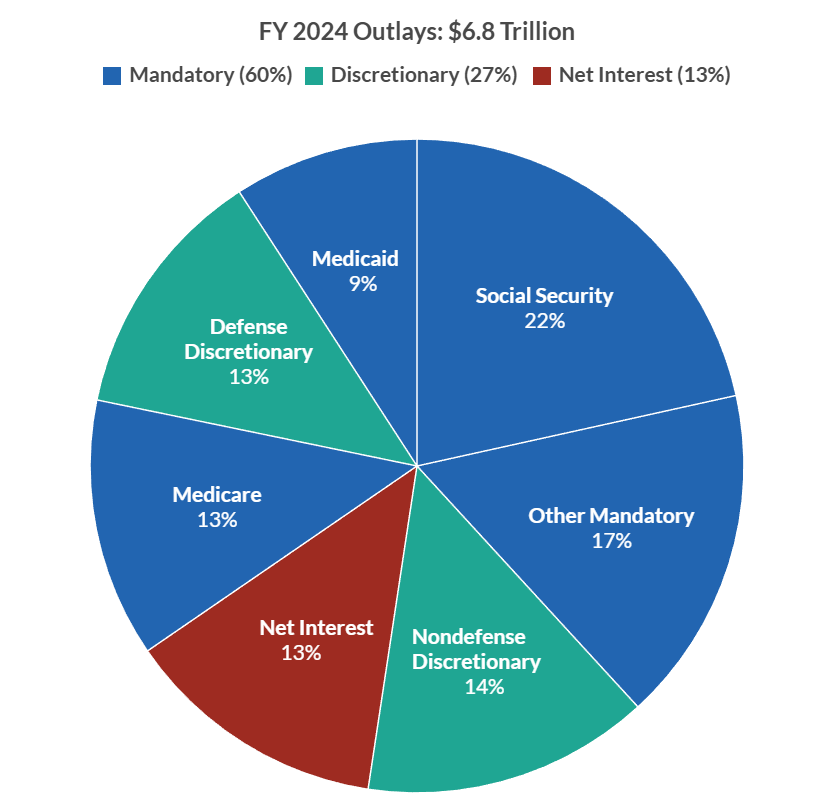 FY 2024 Outlays: $6.8 Trillion
Mandatory (60%) Discretionary (27%) Net Interest (13%)
Medicaid
9%
Social Security
22%
Defense
Discretionary
13%
Medicare
13%
Other Mandatory
17%
Net Interest
13%
Nondefense
Discretionary
14%